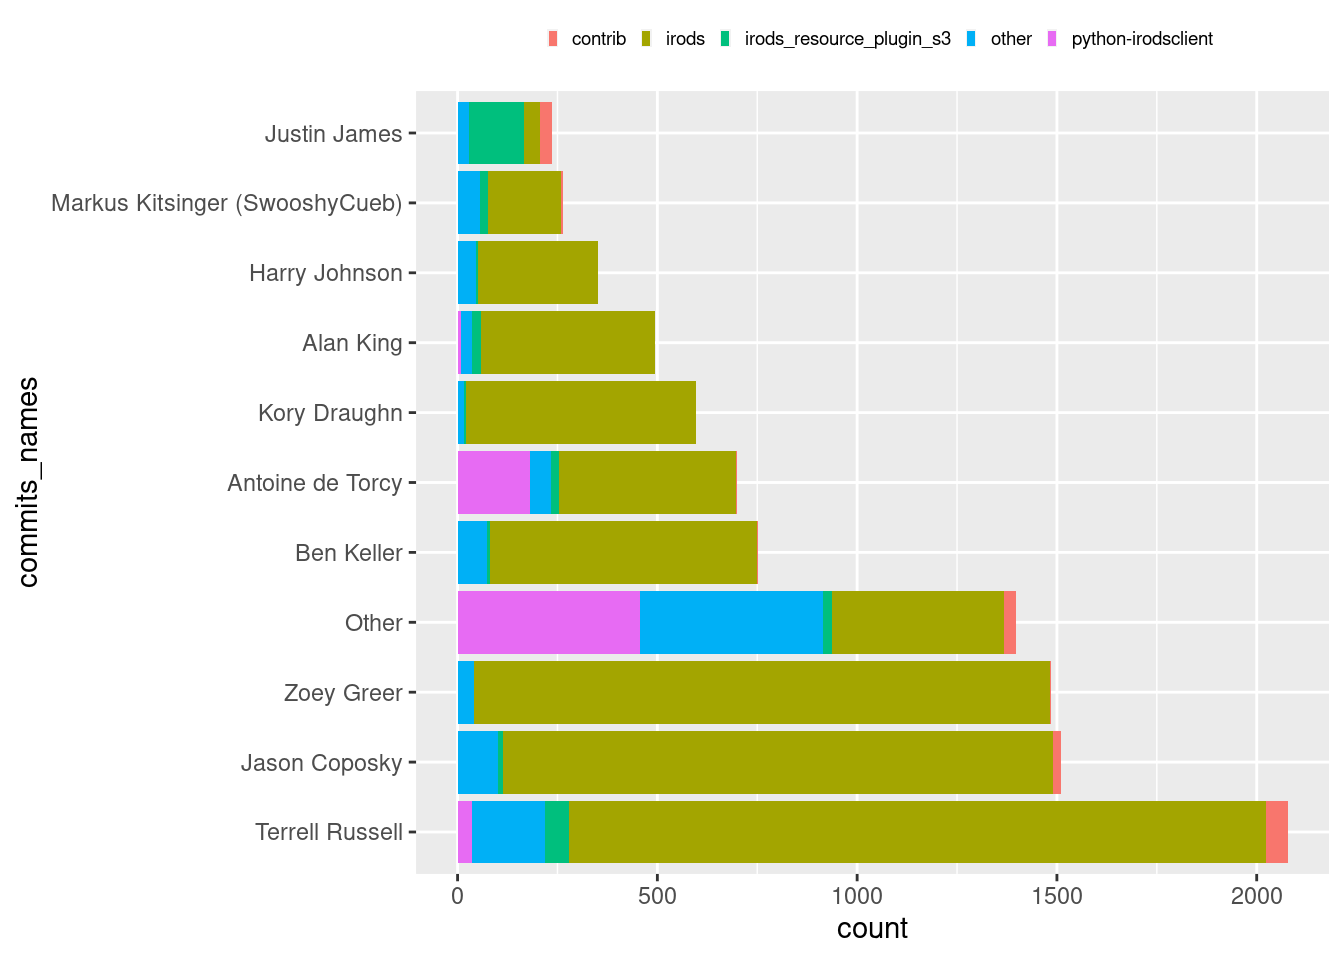 contrib irods irods_resource_plugin_s3 other python-irodsclient
Justin James
Markus Kitsinger (SwooshyCueb)
Harry Johnson
Alan King
Kory Draughn
Antoine de Torcy
Ben Keller
Other
Zoey Greer
Jason Coposky
Terrell Russell
commits_names
0 500 1000 1500 2000
count